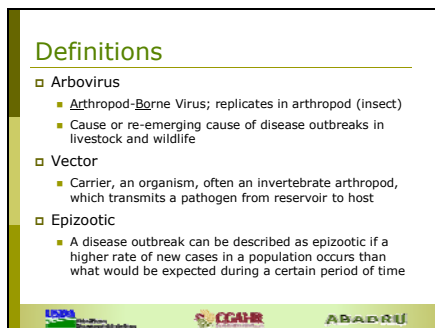 Definitions
Arbovirus
Arthropod-Borne Virus; replicates in arthropod (insect)
Cause or re-emerging cause of disease outbreaks in
livestock and wildlife
Vector
Carrier, an organism, often an invertebrate arthropod,
which transmits a pathogen from reservoir to host
Epizootic
A disease outbreak can be described as epizootic if a
higher rate of new cases in a population occurs than
what would be expected during a certain period of time
USDA CGAHR ABADRU